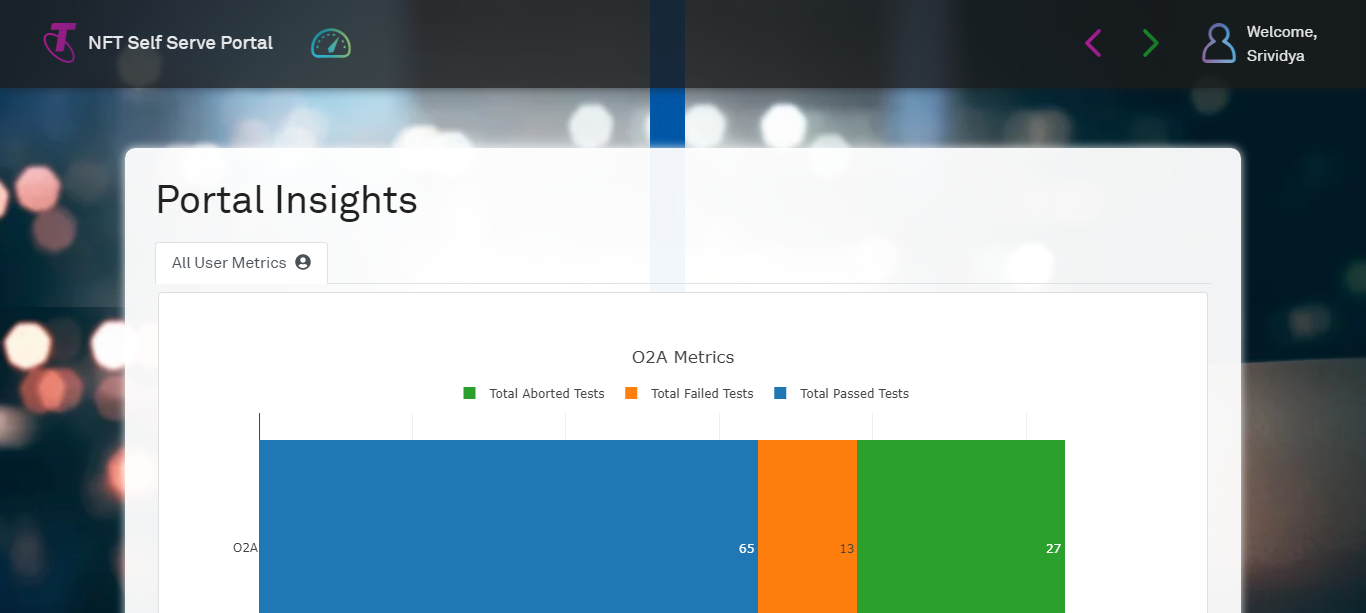 NFT Self Serve Portal
Welcome,
Srividya
Portal Insights
All User Metrics
O2A Metrics
Total Aborted Tests Total Failed Tests Total Passed Tests
O2A 65 13 27